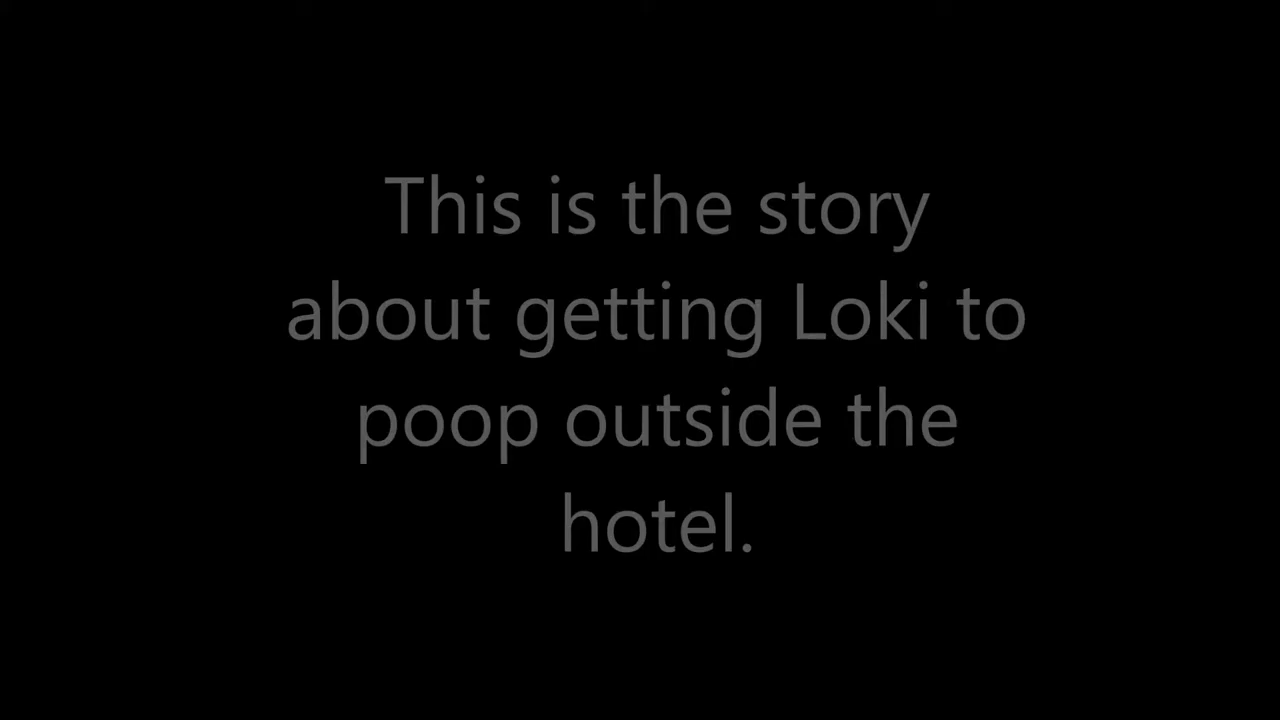 This is the story
about getting Loki to
poop outside the
hotel.